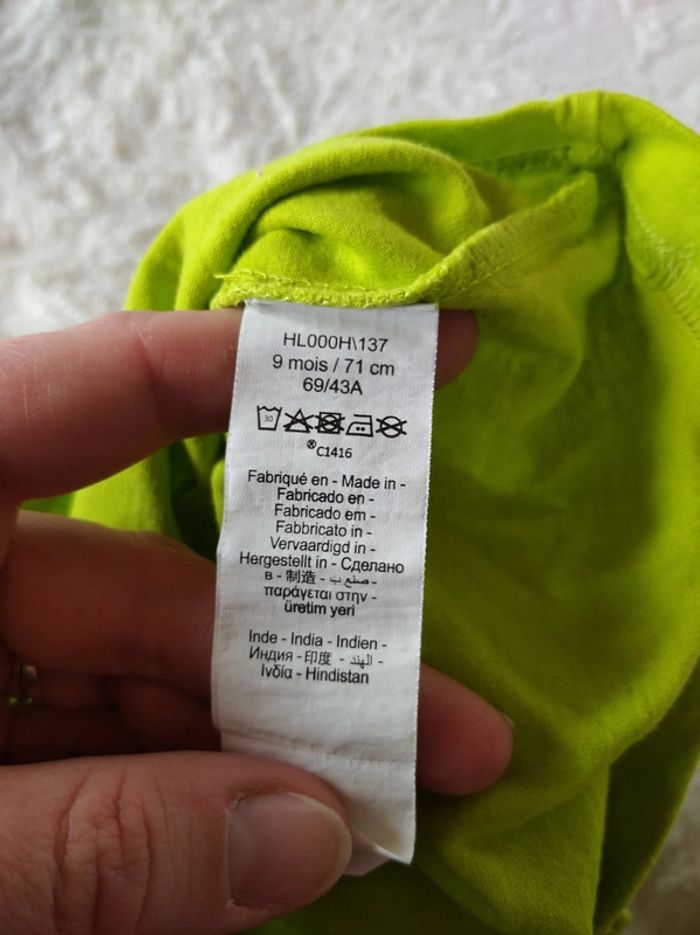 HL000H\137
9 mois / 71 cm
69/43A
30
®C1416
Fabriqué en - Made in -
Fabricado en -
Fabricado em -
Fabbricato in -
Vervaardigd in -
Hergestellt in - Сделано
в - 制造 - صنع ب -
παράγεται στην -
üretim yeri
Inde - India - Indien -
Индия - 印度 - الهند -
Ινδία - Hindistan